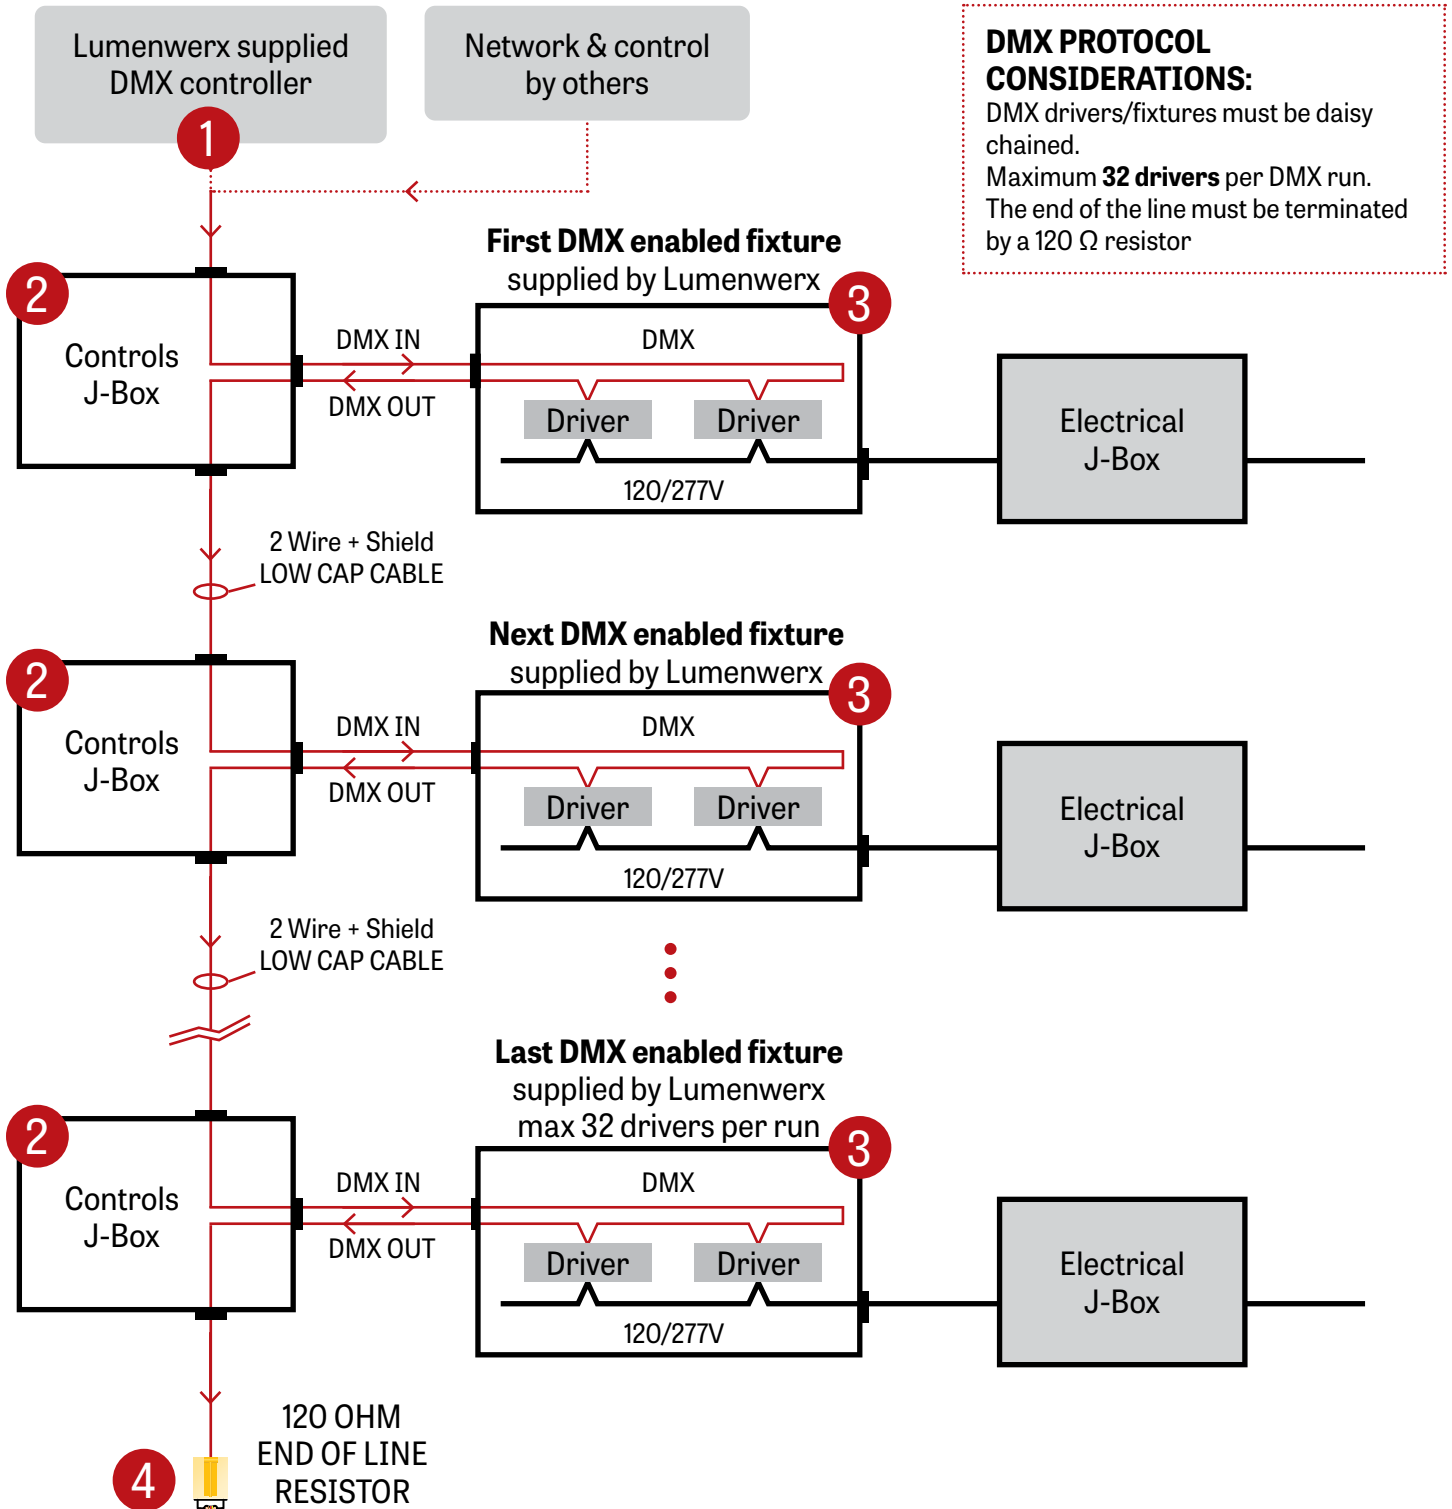 Lumenwerx supplied
DMX controller
1
Network & control
by others
DMX PROTOCOL
CONSIDERATIONS:
DMX drivers/fixtures must be daisy
chained.
Maximum 32 drivers per DMX run.
The end of the line must be terminated
by a 120 Ω resistor
First DMX enabled fixture
supplied by Lumenwerx
2
Controls
J-Box
DMX IN
DMX OUT
3
DMX
Driver
Driver
120/277V
Electrical
J-Box
2 Wire + Shield
LOW CAP CABLE
Next DMX enabled fixture
supplied by Lumenwerx
2
Controls
J-Box
DMX IN
DMX OUT
3
DMX
Driver
Driver
120/277V
Electrical
J-Box
2 Wire + Shield
LOW CAP CABLE
Last DMX enabled fixture
supplied by Lumenwerx
max 32 drivers per run
2
Controls
J-Box
DMX IN
DMX OUT
3
DMX
Driver
Driver
120/277V
Electrical
J-Box
4
120 OHM
END OF LINE
RESISTOR